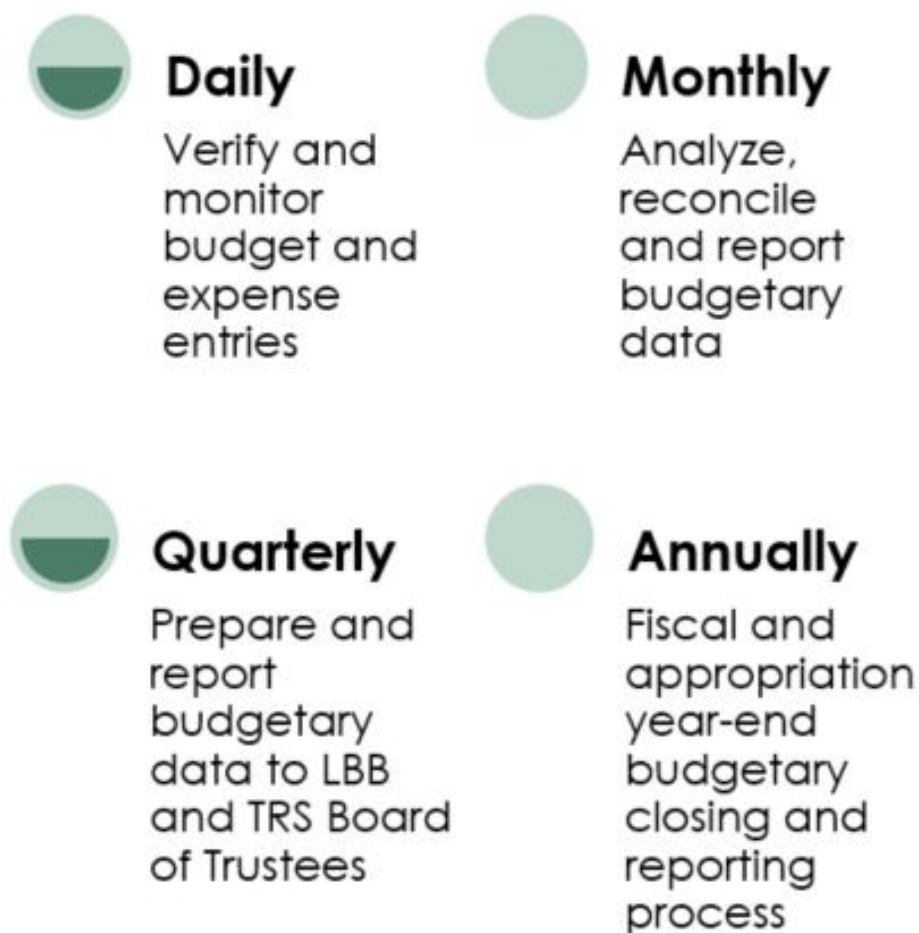 Daily
Verify and
monitor
budget and
expense
entries
Monthly
Analyze,
reconcile
and report
budgetary
data
Quarterly
Prepare and
report
budgetary
data to LBB
and TRS Board
of Trustees
Annually
Fiscal and
appropriation
year-end
budgetary
closing and
reporting
process